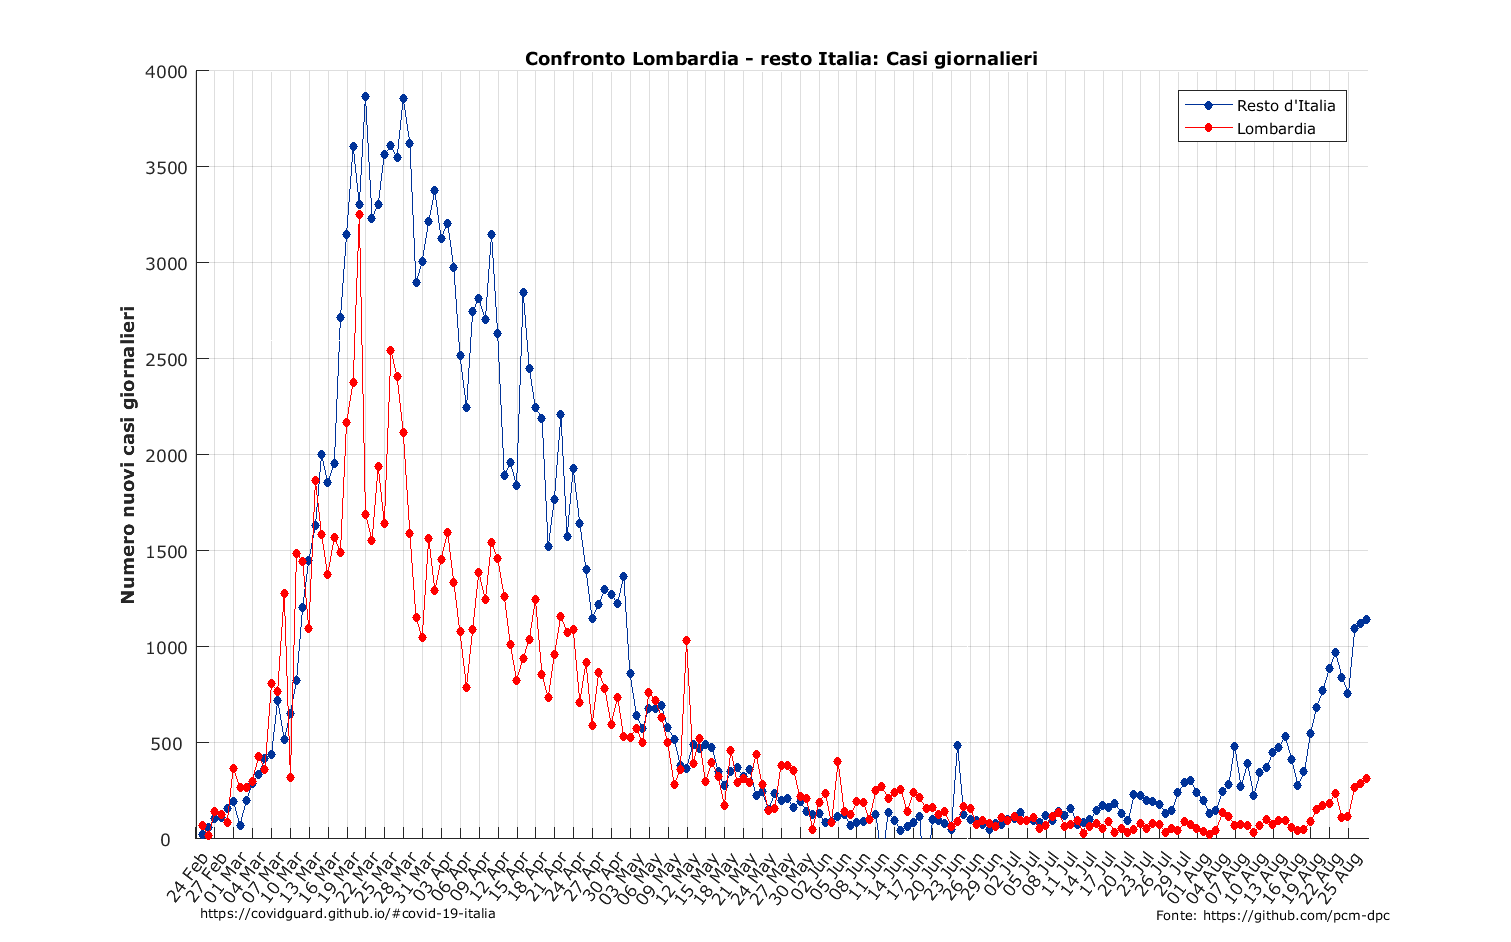 Confronto Lombardia - resto Italia: Casi giornalieri
4000
3500
3000
2500
2000
1500
1000
500
0
Numero nuovi casi giornalieri
Resto d'Italia
Lombardia
24 Feb
27 Feb
01 Mar
04 Mar
07 Mar
10 Mar
13 Mar
16 Mar
19 Mar
22 Mar
25 Mar
28 Mar
31 Mar
03 Apr
06 Apr
09 Apr
12 Apr
15 Apr
18 Apr
21 Apr
24 Apr
27 Apr
30 Apr
03 May
06 May
09 May
12 May
15 May
18 May
21 May
24 May
27 May
30 May
02 Jun
05 Jun
08 Jun
11 Jun
14 Jun
17 Jun
20 Jun
23 Jun
26 Jun
29 Jun
02 Jul
05 Jul
08 Jul
11 Jul
14 Jul
17 Jul
20 Jul
23 Jul
26 Jul
29 Jul
01 Aug
04 Aug
07 Aug
10 Aug
13 Aug
16 Aug
19 Aug
22 Aug
25 Aug
https://covidguard.github.io/#covid-19-italia
Fonte: https://github.com/pcm-dpc